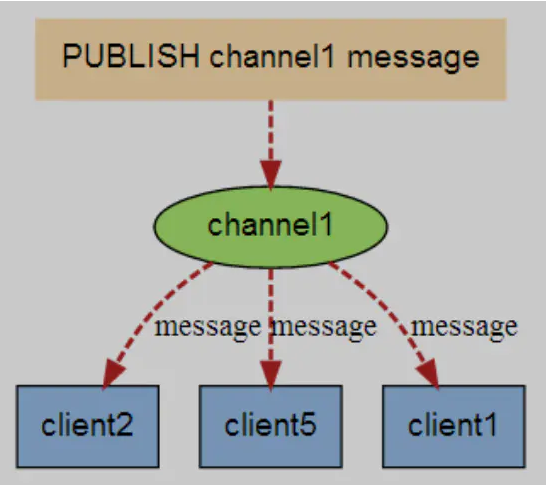 PUBLISH channel1 message
channel1
message message message
client2 client5 client1